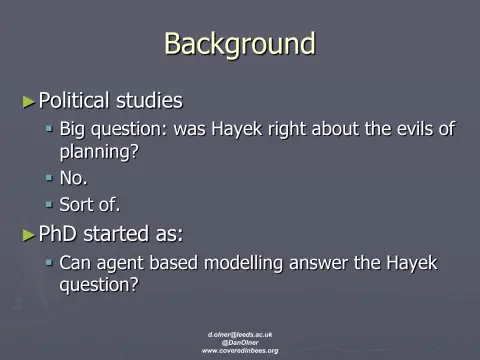 Background
►Political studies
▪ Big question: was Hayek right about the evils of
planning?
▪ No.
▪ Sort of.
►PhD started as:
▪ Can agent based modelling answer the Hayek
question?
d.olner@leeds.ac.uk
@DanOlner
www.coveredinbees.org